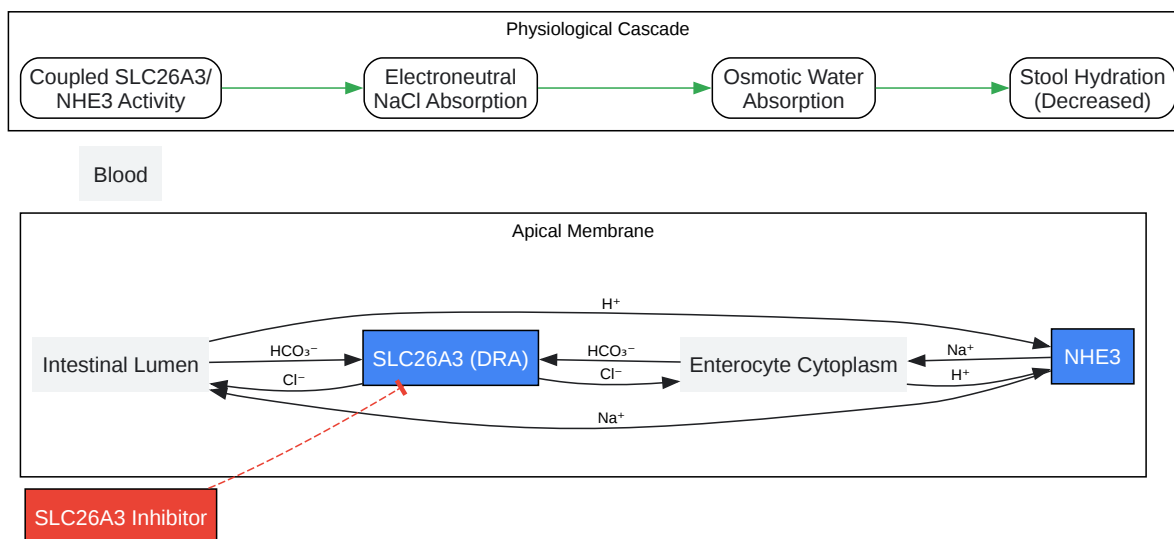 Physiological Cascade
Coupled SLC26A3/
NHE3 Activity
Electroneutral
NaCl Absorption
Osmotic Water
Absorption
Stool Hydration
(Decreased)
Blood
Apical Membrane
H⁺
Intestinal Lumen
HCO₃⁻
Cl⁻
SLC26A3 (DRA)
HCO₃⁻
Cl⁻
Enterocyte Cytoplasm
Na⁺
H⁺
NHE3
Na⁺
SLC26A3 Inhibitor